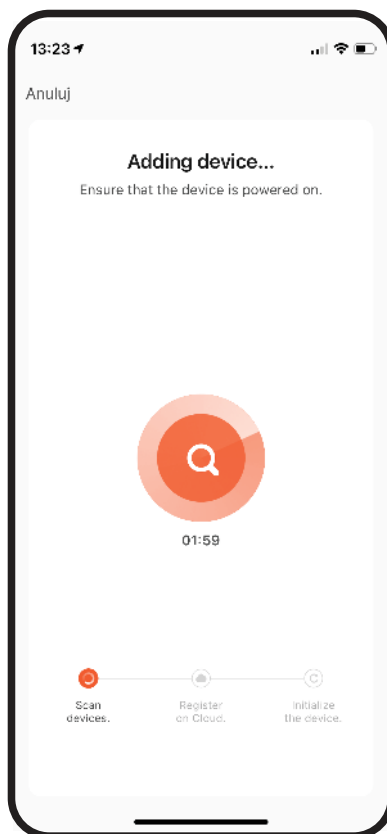 13:23
Anuluj
Adding device...
Ensure that the device is powered on.
01:59
Scan
devices.
Register
on Cloud.
Initialize
the device.